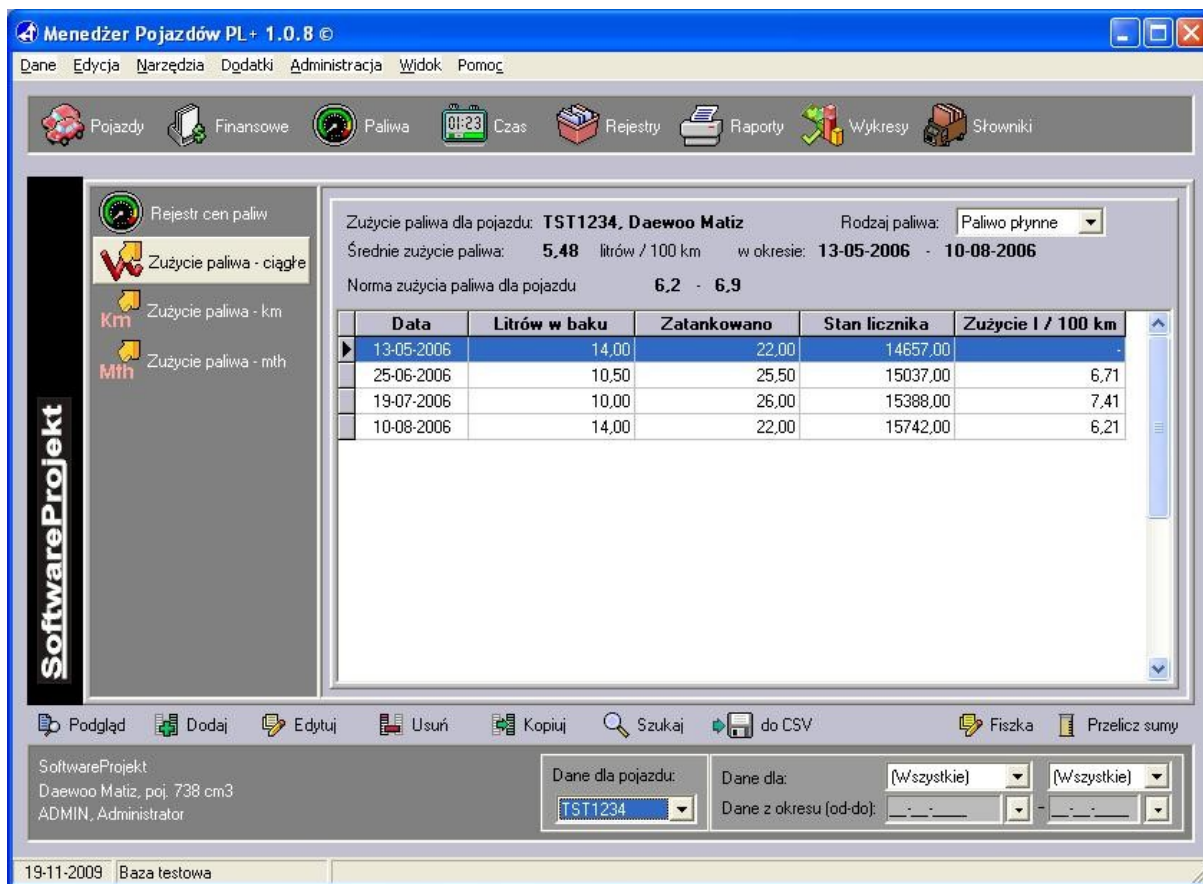 Menedżer Pojazdów PL+ 1.0.8 ©
Dane Edycja Narzędzia Dodatki Administracja Widok Pomoc
Pojazdy Finansowe Paliwa 01:23 Czas Rejestry Raporty Wykresy Słowniki
SoftwareProjekt
Rejestr cen paliw
Zużycie paliwa - ciągłe
Km Zużycie paliwa - km
Mth Zużycie paliwa - mth
Zużycie paliwa dla pojazdu: TST1234, Daewoo Matiz Rodzaj paliwa: Paliwo płynne
Średnie zużycie paliwa: 5,48 litrów / 100 km w okresie: 13-05-2006 - 10-08-2006
Norma zużycia paliwa dla pojazdu 6,2 - 6,9
Data Litrów w baku Zatankowano Stan licznika Zużycie l / 100 km
13-05-2006 14,00 22,00 14657,00 -
25-06-2006 10,50 25,50 15037,00 6,71
19-07-2006 10,00 26,00 15388,00 7,41
10-08-2006 14,00 22,00 15742,00 6,21
Podgląd Dodaj Edytuj Usuń Kopiuj Szukaj do CSV Fiszka Przelicz sumy
SoftwareProjekt
Daewoo Matiz, poj. 738 cm3
ADMIN, Administrator
Dane dla pojazdu:
TST1234
Dane dla: (Wszystkie) (Wszystkie)
Dane z okresu (od-do): __-__-____ - __-__-____
19-11-2009 Baza testowa